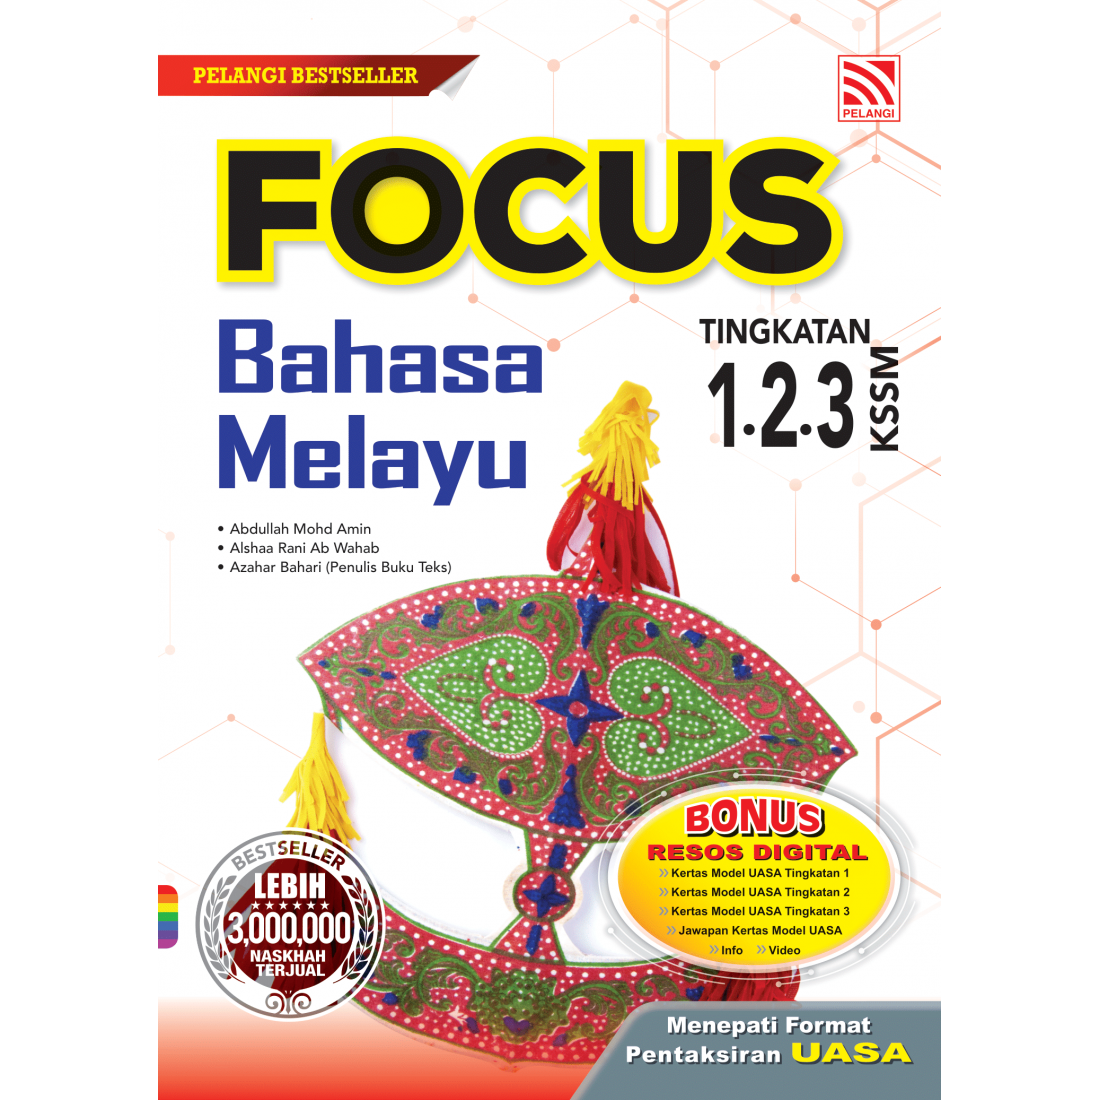 PELANGI BESTSELLER
PELANGI
FOCUS
Bahasa
Melayu
TINGKATAN
1.2.3
KSSM
• Abdullah Mohd Amin
• Alshaa Rani Ab Wahab
• Azahar Bahari (Penulis Buku Teks)
BONUS
RESOS DIGITAL
» Kertas Model UASA Tingkatan 1
» Kertas Model UASA Tingkatan 2
» Kertas Model UASA Tingkatan 3
» Jawapan Kertas Model UASA
» Info » Video
BESTSELLER
LEBIH
3,000,000
NASKHAH
TERJUAL
Menepati Format
Pentaksiran UASA